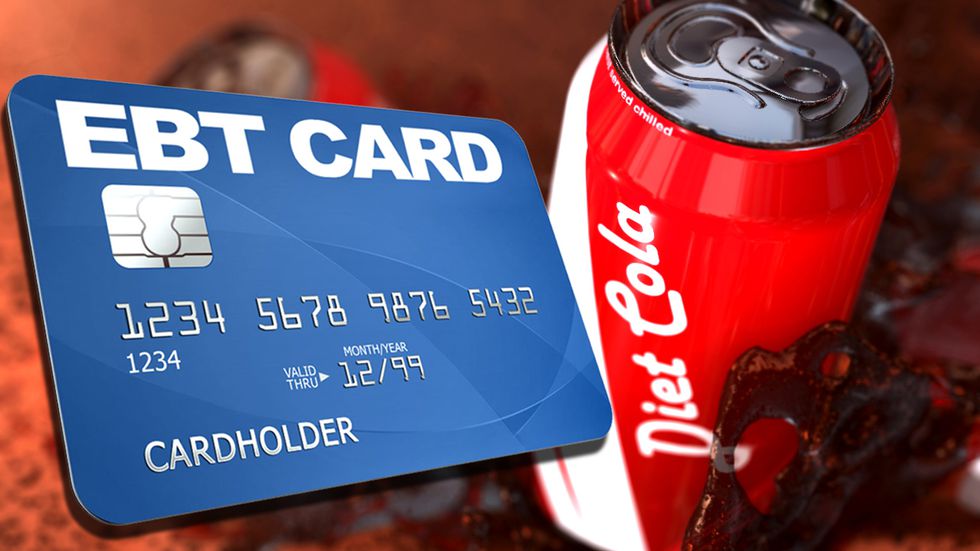 EBT CARD
1234 5678 9876 5432
1234
MONTH/YEAR
VALID THRU 12/99
CARDHOLDER
served chilled
Diet Cola